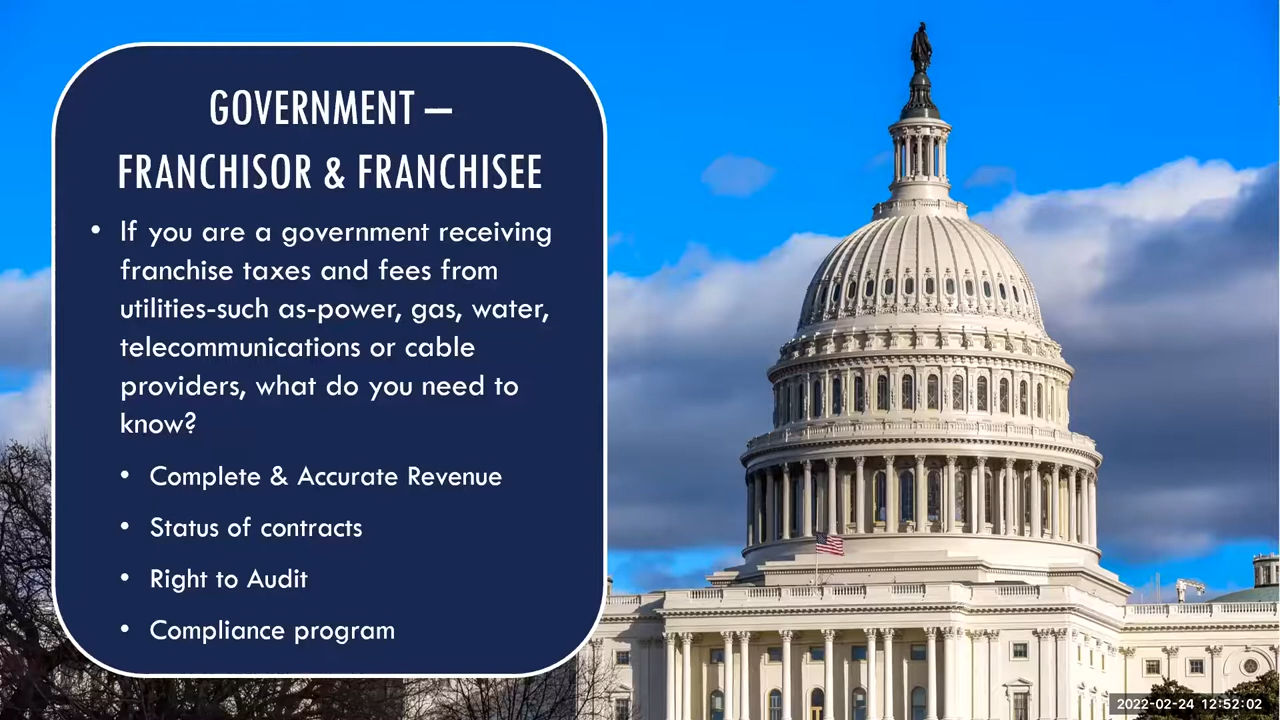 GOVERNMENT –
FRANCHISOR & FRANCHISEE
• If you are a government receiving
franchise taxes and fees from
utilities-such as-power, gas, water,
telecommunications or cable
providers, what do you need to
know?
• Complete & Accurate Revenue
• Status of contracts
• Right to Audit
• Compliance program
2022-02-24 12:52:02